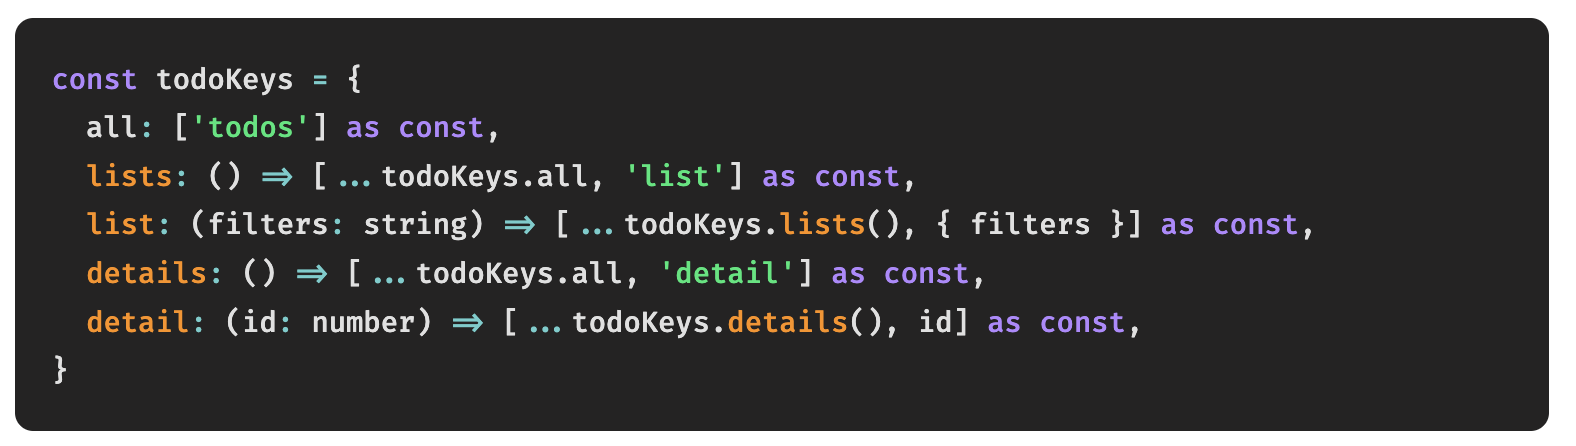 const todoKeys = {
  all: ['todos'] as const,
  lists: () => [...todoKeys.all, 'list'] as const,
  list: (filters: string) => [...todoKeys.lists(), { filters }] as const,
  details: () => [...todoKeys.all, 'detail'] as const,
  detail: (id: number) => [...todoKeys.details(), id] as const,
}